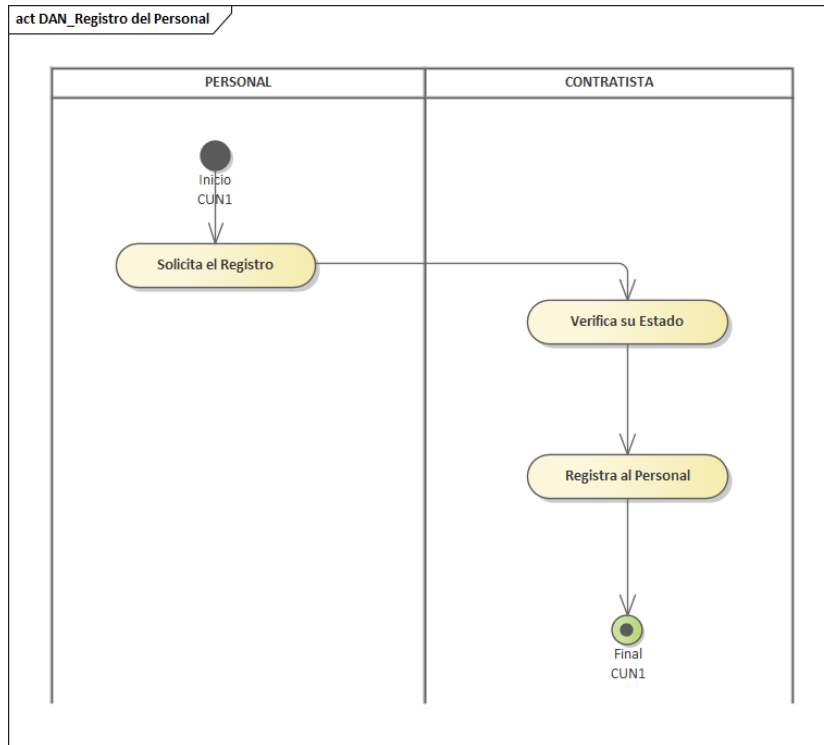 act DAN_Registro del Personal
PERSONAL
CONTRATISTA
Inicio
CUN1
Solicita el Registro
Verifica su Estado
Registra al Personal
Final
CUN1